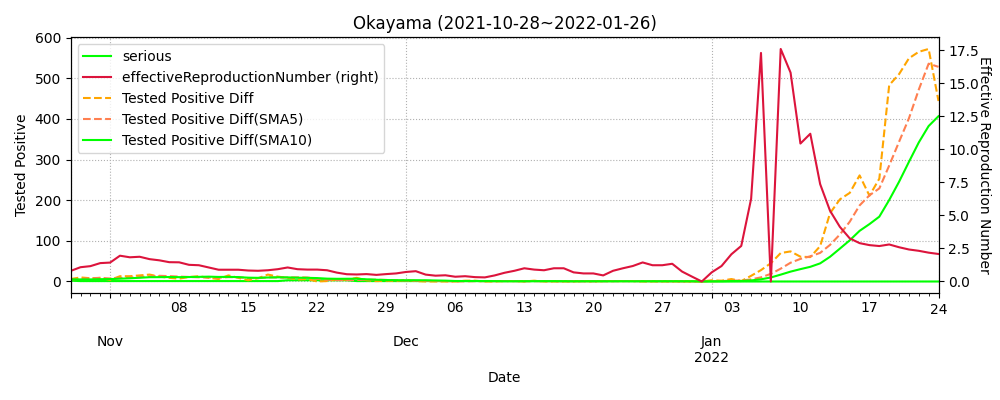 Okayama (2021-10-28~2022-01-26)
serious
effectiveReproductionNumber (right)
Tested Positive Diff
Tested Positive Diff(SMA5)
Tested Positive Diff(SMA10)
Tested Positive
600
500
400
300
200
100
0
Effective Reproduction Number
17.5
15.0
12.5
10.0
7.5
5.0
2.5
0.0
08 15 22 29 06 13 20 27 03 10 17 24
Nov Dec Jan
2022
Date